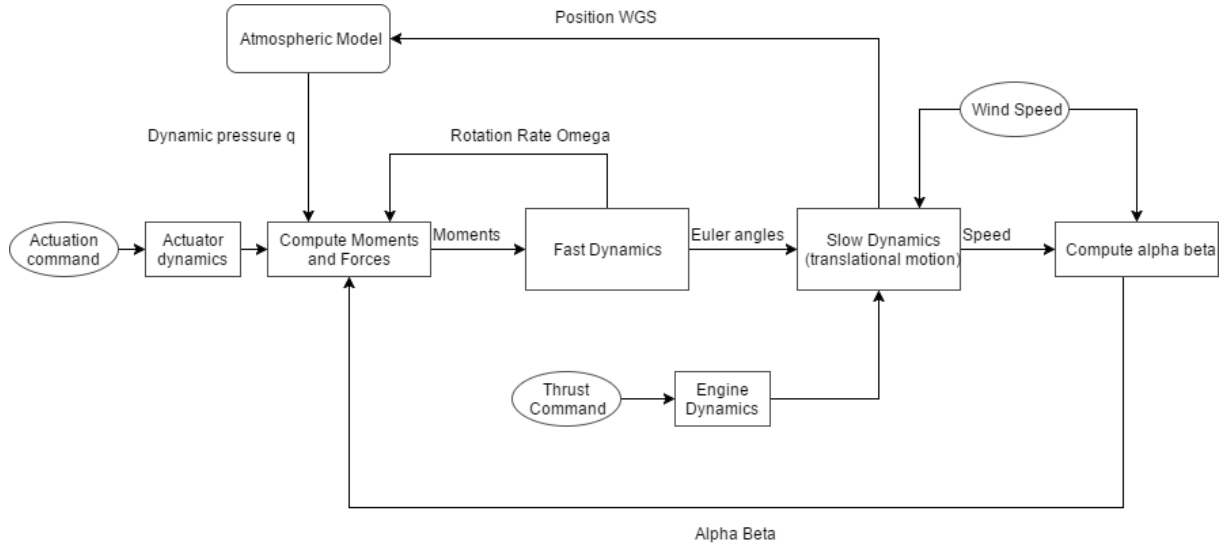 Position WGS
Atmospheric Model
Wind Speed
Dynamic pressure q
Rotation Rate Omega
Actuation
command
Actuator
dynamics
Compute Moments
and Forces
Moments
Fast Dynamics
Euler angles
Slow Dynamics
(translational motion)
Speed
Compute alpha beta
Thrust
Command
Engine
Dynamics
Alpha Beta